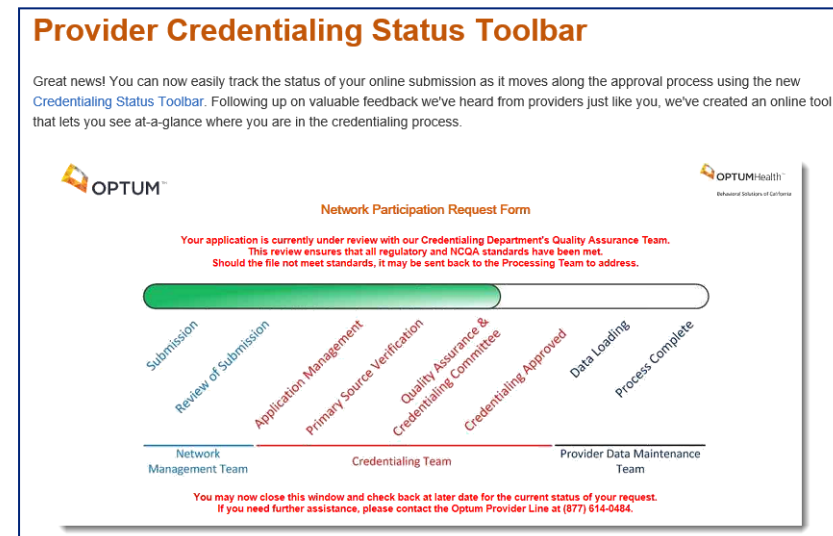 Provider Credentialing Status Toolbar
Great news! You can now easily track the status of your online submission as it moves along the approval process using the new
Credentialing Status Toolbar. Following up on valuable feedback we've heard from providers just like you, we've created an online tool
that lets you see at-a-glance where you are in the credentialing process.
OPTUM™
OPTUMHealth™
Behavioral Solutions of California
Network Participation Request Form
Your application is currently under review with our Credentialing Department's Quality Assurance Team.
This review ensures that all regulatory and NCQA standards have been met.
Should the file not meet standards, it may be sent back to the Processing Team to address.
Submission
Review of Submission
Application Management
Primary Source Verification
Quality Assurance &
Credentialing Committee
Credentialing Approved
Data Loading
Process Complete
Network
Management Team
Credentialing Team
Provider Data Maintenance
Team
You may now close this window and check back at later date for the current status of your request.
If you need further assistance, please contact the Optum Provider Line at (877) 614-0484.